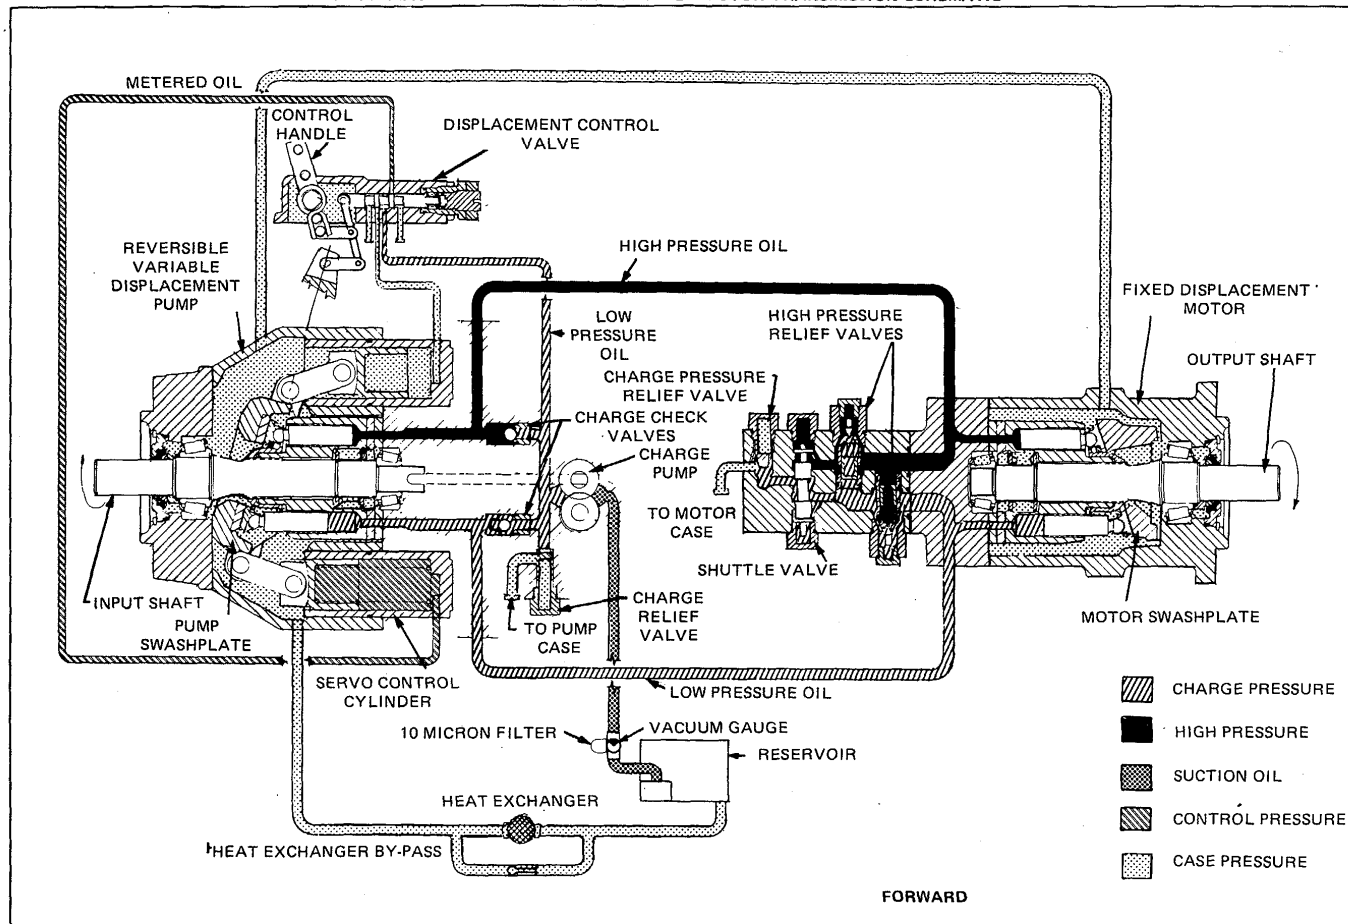 METERED OIL
CONTROL
HANDLE
DISPLACEMENT CONTROL
VALVE
REVERSIBLE
VARIABLE
DISPLACEMENT
PUMP
HIGH PRESSURE OIL
LOW
PRESSURE
OIL
HIGH PRESSURE
RELIEF VALVES
FIXED DISPLACEMENT
MOTOR
OUTPUT SHAFT
CHARGE PRESSURE
RELIEF VALVE
CHARGE CHECK
VALVES
CHARGE
PUMP
TO MOTOR
CASE
SHUTTLE VALVE
INPUT SHAFT
PUMP
SWASHPLATE
TO PUMP
CASE
CHARGE
RELIEF
VALVE
MOTOR SWASHPLATE
SERVO CONTROL
CYLINDER
LOW PRESSURE OIL
10 MICRON FILTER
VACUUM GAUGE
RESERVOIR
HEAT EXCHANGER
HEAT EXCHANGER BY-PASS
CHARGE PRESSURE
HIGH PRESSURE
SUCTION OIL
CONTROL PRESSURE
CASE PRESSURE
FORWARD